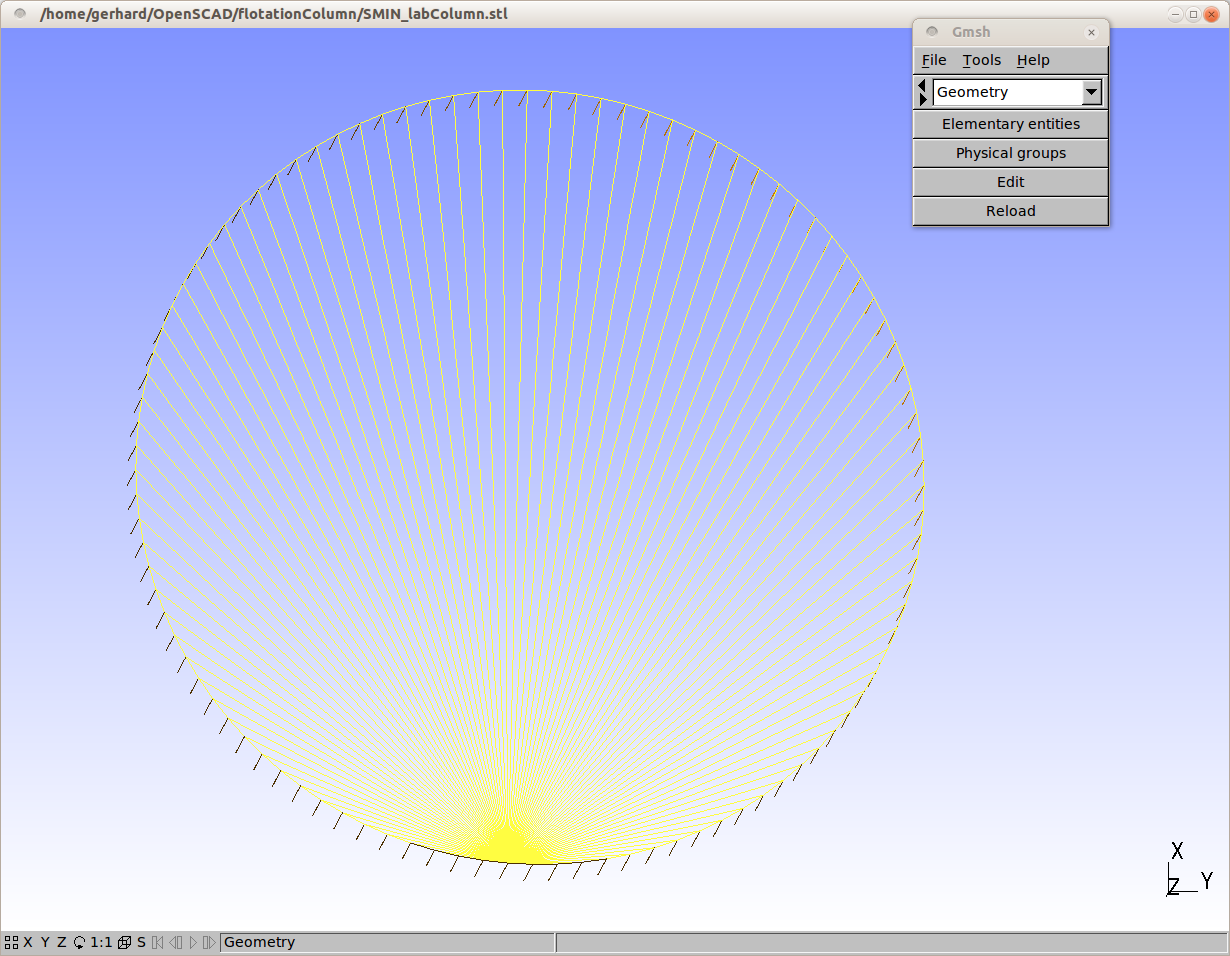 /home/gerhard/OpenSCAD/flotationColumn/SMIN_labColumn.stl
Gmsh
File Tools Help
Geometry
Elementary entities
Physical groups
Edit
Reload
X
Z Y
X Y Z 1:1 S Geometry